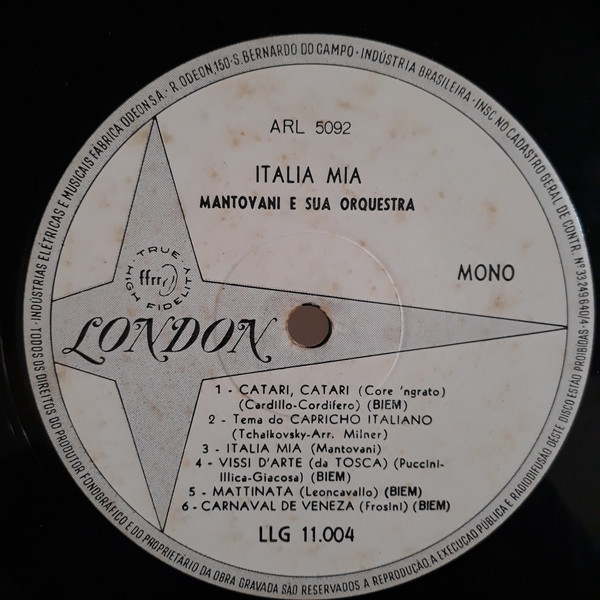 TODOS OS DIREITOS DO PRODUTOR FONOGRÁFICO E DO PROPRIETÁRIO DA OBRA GRAVADA SÃO RESERVADOS A REPRODUÇÃO, A EXECUÇÃO PÚBLICA E RADIODIFUSÃO DESTE DISCO ESTÃO PROIBIDAS · INDÚSTRIAS ELÉTRICAS E MUSICAIS FÁBRICA ODEON S.A. · R. ODEON, 150 · S. BERNARDO DO CAMPO · INDÚSTRIA BRASILEIRA · INSC NO CADASTRO GERAL DE CONTR. Nº 33.249.640/4
ARL 5092
ITALIA MIA
MANTOVANI E SUA ORQUESTRA
TRUE HIGH FIDELITY
ffrr
MONO
LONDON
1 - CATARI, CATARI (Core 'ngrato)
(Cardillo-Cordifero) (BIEM)
2 - Tema do CAPRICHO ITALIANO
(Tchaikovsky-Arr. Milner)
3 - ITALIA MIA (Mantovani)
4 - VISSI D'ARTE (da TOSCA) (Puccini-
Illica-Giacosa) (BIEM)
5 - MATTINATA (Leoncavallo) (BIEM)
6 - CARNAVAL DE VENEZA (Frosini) (BIEM)
LLG 11.004